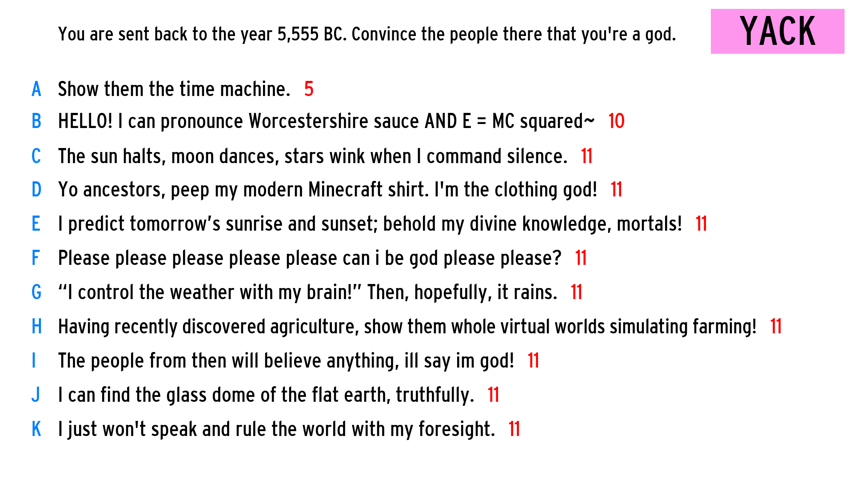 You are sent back to the year 5,555 BC. Convince the people there that you're a god.
YACK
A Show them the time machine. 5
B HELLO! I can pronounce Worcestershire sauce AND E = MC squared~ 10
C The sun halts, moon dances, stars wink when I command silence. 11
D Yo ancestors, peep my modern Minecraft shirt. I'm the clothing god! 11
E I predict tomorrow’s sunrise and sunset; behold my divine knowledge, mortals! 11
F Please please please please please can i be god please please? 11
G “I control the weather with my brain!” Then, hopefully, it rains. 11
H Having recently discovered agriculture, show them whole virtual worlds simulating farming! 11
I The people from then will believe anything, ill say im god! 11
J I can find the glass dome of the flat earth, truthfully. 11
K I just won't speak and rule the world with my foresight. 11